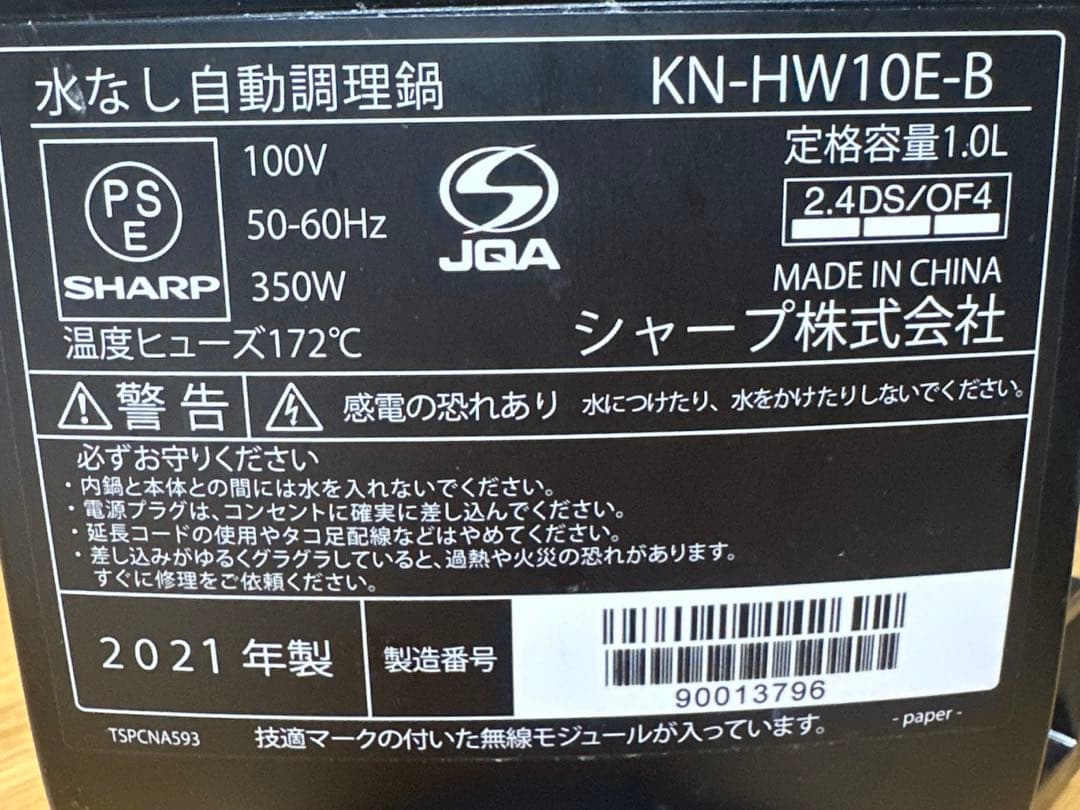 水なし自動調理鍋 KN-HW10E-B
PSE
SHARP
100V
50-60Hz
350W
JQA
定格容量1.0L
2.4DS/OF4
MADE IN CHINA
温度ヒューズ172℃
シャープ株式会社
警告 感電の恐れあり 水につけたり、水をかけたりしないでください。
必ずお守りください
・内鍋と本体との間には水を入れないでください。
・電源プラグは、コンセントに確実に差し込んでください。
・延長コードの使用やタコ足配線などはやめてください。
・差し込みがゆるくグラグラしていると、過熱や火災の恐れがあります。
すぐに修理をご依頼ください。
2021年製 製造番号 90013796
TSPCNA593 技適マークの付いた無線モジュールが入っています。 - paper -